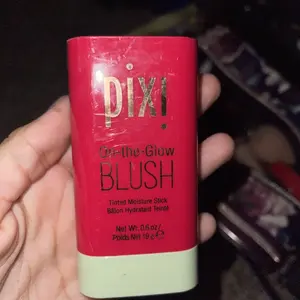 pixi
On-the-Glow
BLUSH
Tinted Moisture Stick
Bâton Hydratant Teinté
Net Wt. 0.6 oz/
Poids Net 19 g ℮